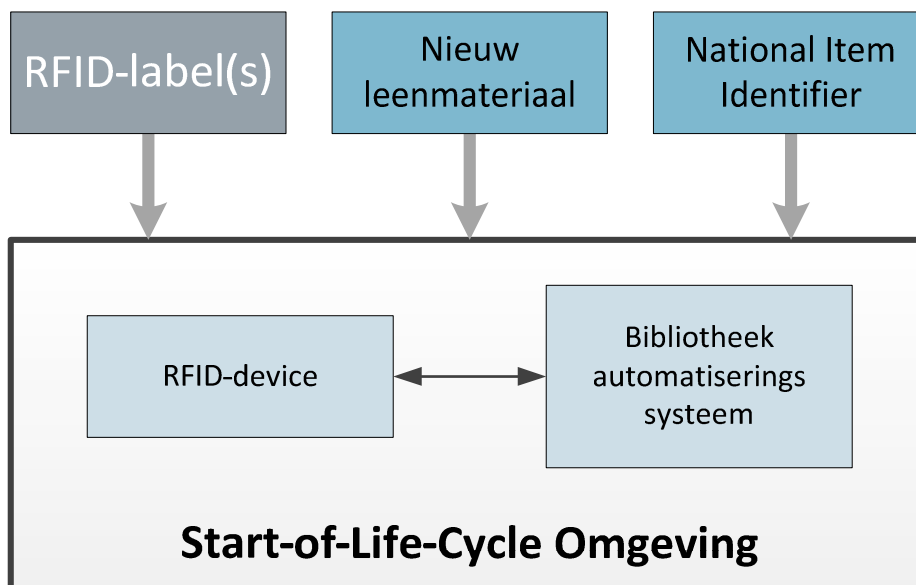 RFID-label(s)
Nieuw
leenmateriaal
National Item
Identifier
RFID-device
Bibliotheek
automatiserings
systeem
Start-of-Life-Cycle Omgeving